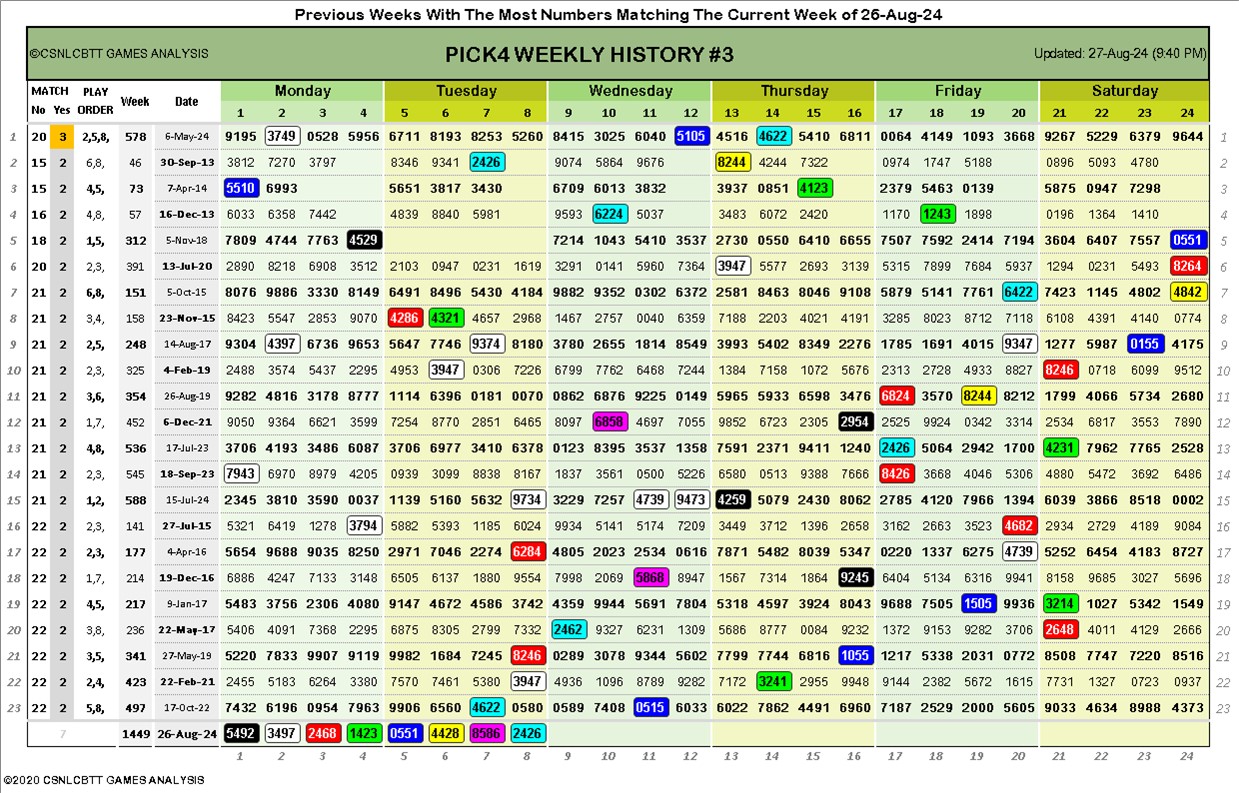 Previous Weeks With The Most Numbers Matching The Current Week of 26-Aug-24
©CSNLCBTT GAMES ANALYSIS PICK4 WEEKLY HISTORY #3 Updated: 27-Aug-24 (9:40 PM)
MATCH PLAY Week Date Monday Tuesday Wednesday Thursday Friday Saturday
No Yes ORDER 1 2 3 4 5 6 7 8 9 10 11 12 13 14 15 16 17 18 19 20 21 22 23 24
1 20 3 2,5,8, 578 6-May-24 9195 3749 0528 5956 6711 8193 8253 5260 8415 3025 6040 5105 4516 4622 5410 6811 0064 4149 1093 3668 9267 5229 6379 9644 1
2 15 2 6,8, 46 30-Sep-13 3812 7270 3797 8346 9341 2426 9074 5864 9676 8244 4244 7322 0974 1747 5188 0896 5093 4780 2
3 15 2 4,5, 73 7-Apr-14 5510 6993 5651 3817 3430 6709 6013 3832 3937 0851 4123 2379 5463 0139 5875 0947 7298 3
4 16 2 4,8, 57 16-Dec-13 6033 6358 7442 4839 8840 5981 9593 6224 5037 3483 6072 2420 1170 1243 1898 0196 1364 1410 4
5 18 2 1,5, 312 5-Nov-18 7809 4744 7763 4529 7214 1043 5410 3537 2730 0550 6410 6655 7507 7592 2414 7194 3604 6407 7557 0551 5
6 20 2 2,3, 391 13-Jul-20 2890 8218 6908 3512 2103 0947 0231 1619 3291 0141 5960 7364 3947 5577 2693 3139 5315 7899 7684 5937 1294 0231 5493 8264 6
7 21 2 6,8, 151 5-Oct-15 8076 9886 3330 8149 6491 8496 5430 4184 9882 9352 0302 6372 2581 8463 8046 9108 5879 5141 7761 6422 7423 1145 4802 4842 7
8 21 2 3,4, 158 23-Nov-15 8423 5547 2853 9070 4286 4321 4657 2968 1467 2757 0040 6359 7188 2203 4021 4191 3285 8023 8712 7118 6108 4391 4140 0774 8
9 21 2 2,5, 248 14-Aug-17 9304 4397 6736 9653 5647 7746 9374 8180 3780 2655 1814 8549 3993 5402 8349 2276 1785 1691 4015 9347 1277 5987 0155 4175 9
10 21 2 2,3, 325 4-Feb-19 2488 3574 5437 2295 4953 3947 0306 7226 6799 7762 6468 7244 1384 7158 1072 5676 2313 2728 4933 8827 8246 0718 6099 9512 10
11 21 2 3,6, 354 26-Aug-19 9282 4816 3178 8777 1114 6396 0181 0070 0862 6876 9225 0149 5965 5933 6598 3476 6824 3570 8244 8212 1799 4066 5734 2680 11
12 21 2 1,7, 452 6-Dec-21 9050 9364 6621 3599 7254 8770 2851 6465 8097 6858 4697 7055 9852 6723 2305 2954 2525 9924 0342 3314 2534 6817 3553 7890 12
13 21 2 4,8, 536 17-Jul-23 3706 4193 3486 6087 3706 6977 3410 6378 0123 8393 3537 1358 7591 2371 9411 1240 2426 5064 2942 1700 4231 7962 7765 2528 13
14 21 2 2,3, 545 18-Sep-23 7943 6970 8979 4205 0939 3099 8838 8167 1837 3561 0500 5226 6580 0513 9388 7666 8426 3668 4046 5306 4880 5472 3692 6486 14
15 21 2 1,2, 588 15-Jul-24 2345 3810 3590 0037 1139 5160 5632 9734 3229 7257 4739 9473 4259 5079 2430 8062 2785 4120 7966 1394 6039 3866 8518 0002 15
16 22 2 2,3, 141 27-Jul-15 5321 6419 1278 3794 5882 5393 1185 6024 9934 5141 5174 7209 3449 3712 1396 2658 3162 2663 3523 4682 2934 2729 4189 9084 16
17 22 2 2,3, 177 4-Apr-16 5654 9688 9035 8250 2971 7046 2274 6284 4805 2023 2534 0616 7871 5482 8039 5347 0220 1337 6275 4739 5252 6454 4183 8727 17
18 22 2 1,7, 214 19-Dec-16 6886 4247 7133 3148 6505 6137 1880 9554 7998 2069 5868 8947 1567 7314 1864 9245 6404 5134 6316 9941 8158 9685 3027 5696 18
19 22 2 4,5, 217 9-Jan-17 5483 3756 2306 4081 9147 4672 4586 3742 4359 9944 5691 7804 5318 4597 3924 8043 9688 7505 1505 9936 3214 1027 5342 1549 19
20 22 2 3,8, 236 22-May-17 5406 4091 7368 2295 6875 8305 2799 7332 2462 9327 6231 1309 5686 8777 0084 9232 1372 9153 9282 3706 2648 4011 4129 2666 20
21 22 2 3,5, 341 27-May-19 5220 7833 9907 9119 9982 1684 7245 8246 0289 3078 9344 5602 7799 7744 6816 1055 1217 5338 2031 0772 8508 7747 7220 8516 21
22 22 2 2,4, 423 22-Feb-21 2455 5183 6264 3380 7570 7461 5380 3947 4936 1096 8789 9282 7172 3241 2955 9948 9144 2382 5672 1615 7731 1327 0723 0937 22
23 22 2 5,8, 497 17-Oct-22 7432 6196 0954 7963 9906 6560 4622 0580 0589 7408 0515 6033 6022 7862 4491 6960 7187 2529 2000 5605 9033 4634 8988 4373 23
7 1449 26-Aug-24 5492 3497 2468 1423 0551 4428 8586 2426
1 2 3 4 5 6 7 8 9 10 11 12 13 14 15 16 17 18 19 20 21 22 23 24
©2020 CSNLCBTT GAMES ANALYSIS